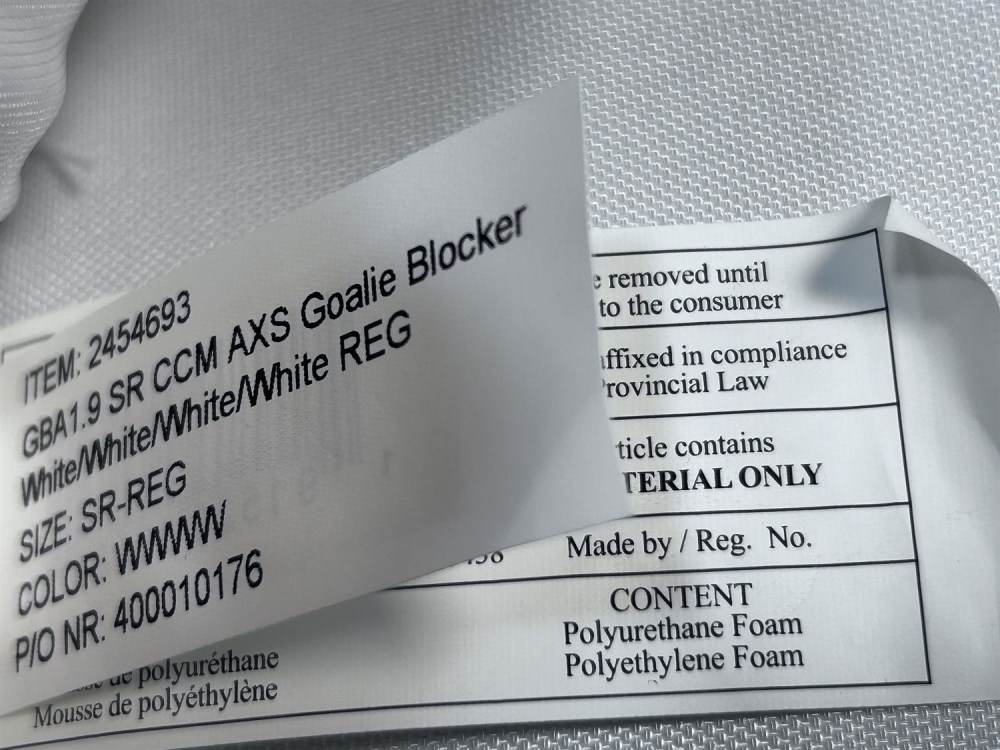 ITEM: 2454693
GBA1.9 SR CCM AXS Goalie Blocker
White/White/White/White REG
SIZE: SR-REG
COLOR: WWWW
P/O NR: 400010176
removed until
to the consumer
ffixed in compliance
rovincial Law
ticle contains
TERIAL ONLY
Made by / Reg. No.
CONTENT
Polyurethane Foam
Polyethylene Foam
de polyuréthane
Mousse de polyéthylène